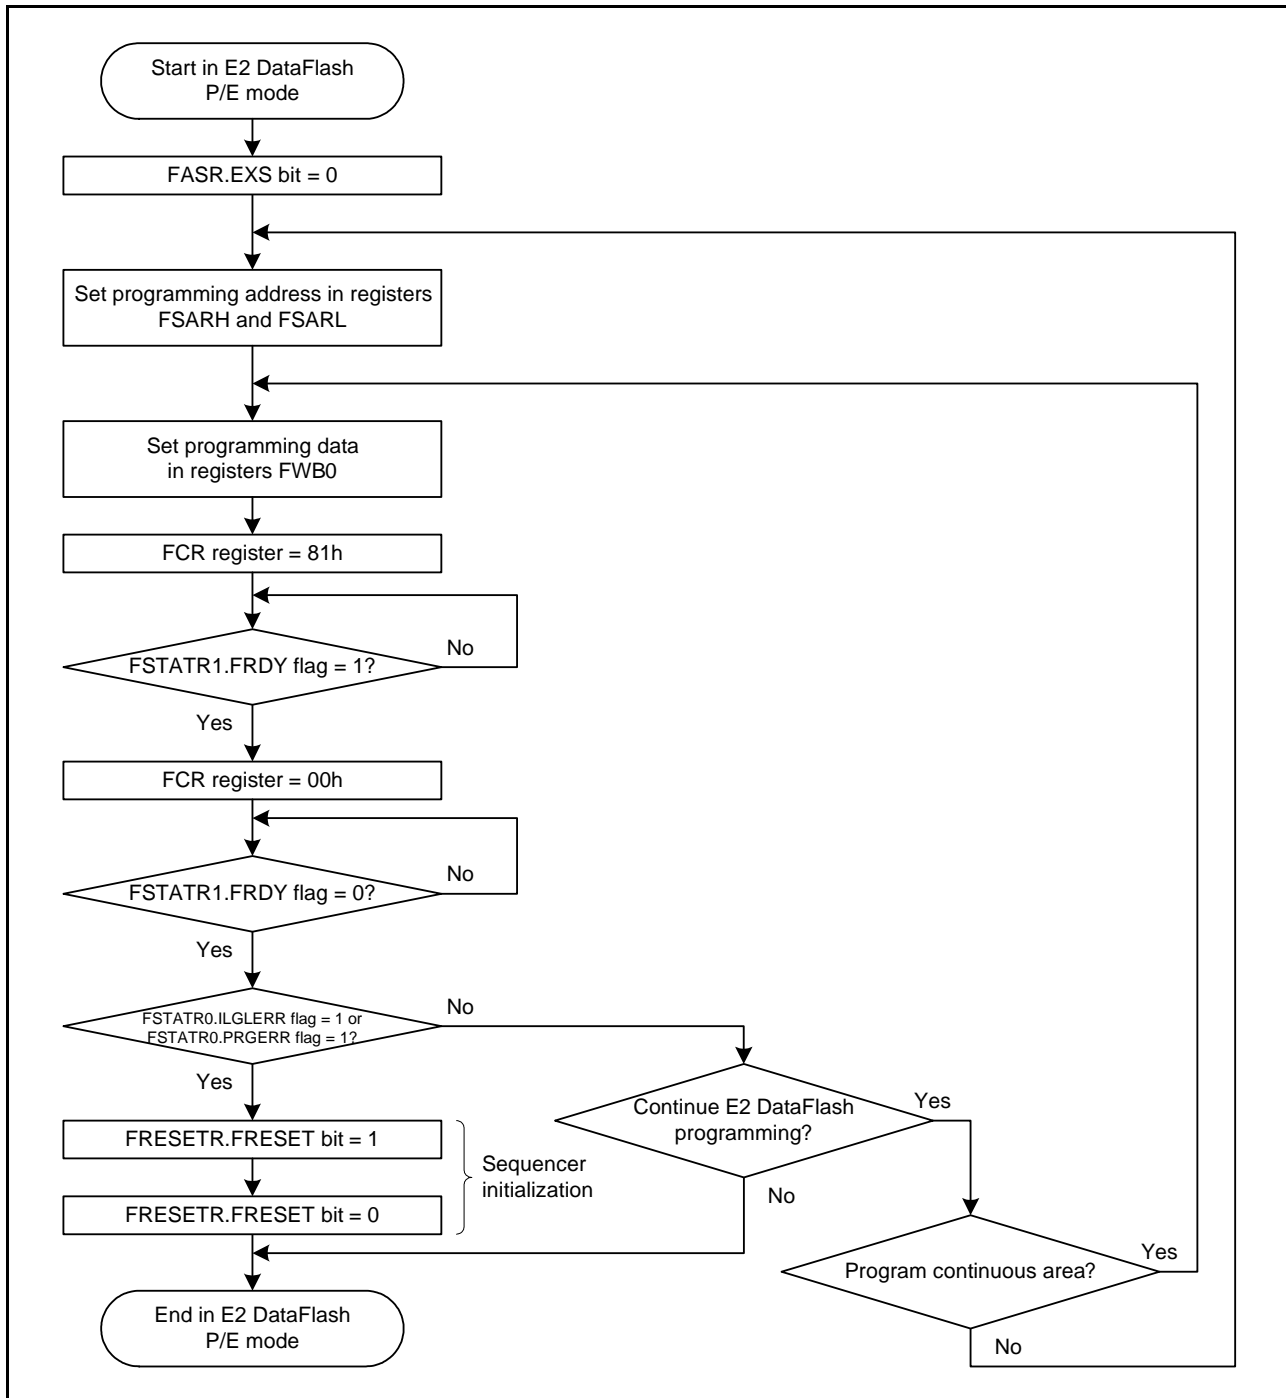 Start in E2 DataFlash
P/E mode
FASR.EXS bit = 0
Set programming address in registers
FSARH and FSARL
Set programming data
in registers FWB0
FCR register = 81h
FSTATR1.FRDY flag = 1?
No
Yes
FCR register = 00h
FSTATR1.FRDY flag = 0?
No
Yes
FSTATR0.ILGLERR flag = 1 or
FSTATR0.PRGERR flag = 1?
No
Yes
FRESETR.FRESET bit = 1
FRESETR.FRESET bit = 0
Sequencer
initialization
Continue E2 DataFlash
programming?
Yes
No
Program continuous area?
Yes
No
End in E2 DataFlash
P/E mode